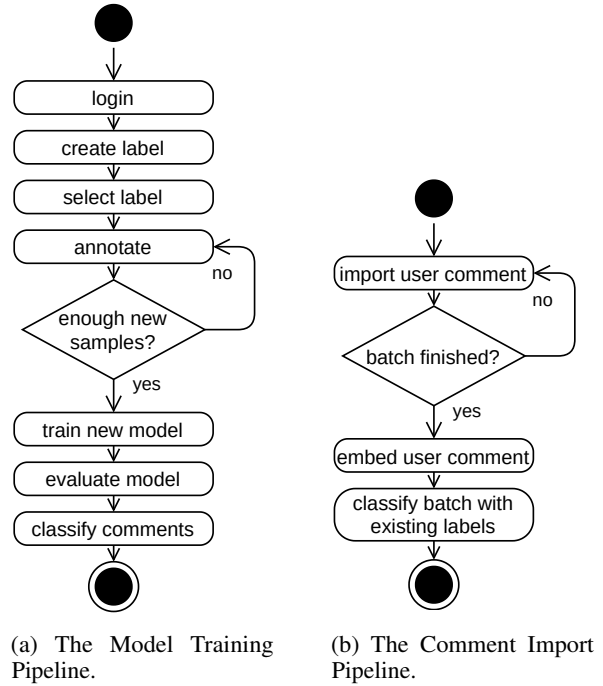 login
create label
select label
annotate
no
enough new
samples?
yes
train new model
evaluate model
classify comments
(a) The Model Training
Pipeline.
import user comment
no
batch finished?
yes
embed user comment
classify batch with
existing labels
(b) The Comment Import
Pipeline.